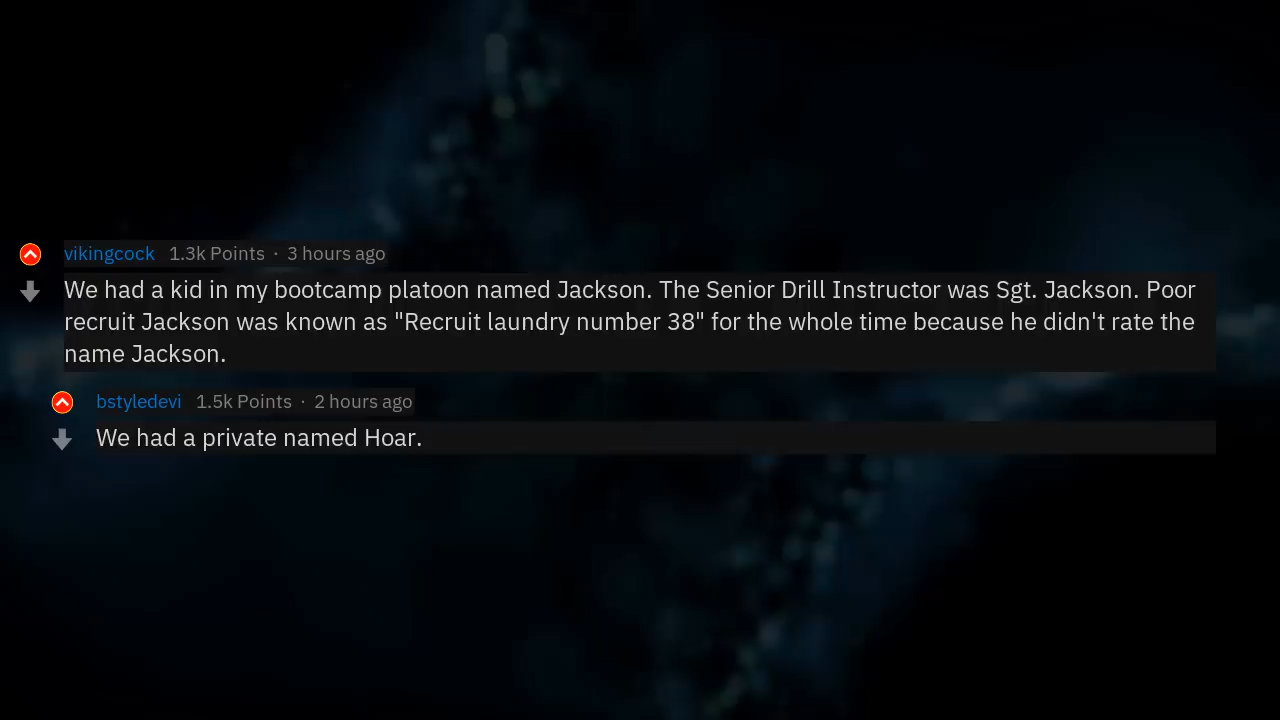 vikingcock 1.3k Points · 3 hours ago
We had a kid in my bootcamp platoon named Jackson. The Senior Drill Instructor was Sgt. Jackson. Poor
recruit Jackson was known as "Recruit laundry number 38" for the whole time because he didn't rate the
name Jackson.
bstyledevi 1.5k Points · 2 hours ago
We had a private named Hoar.